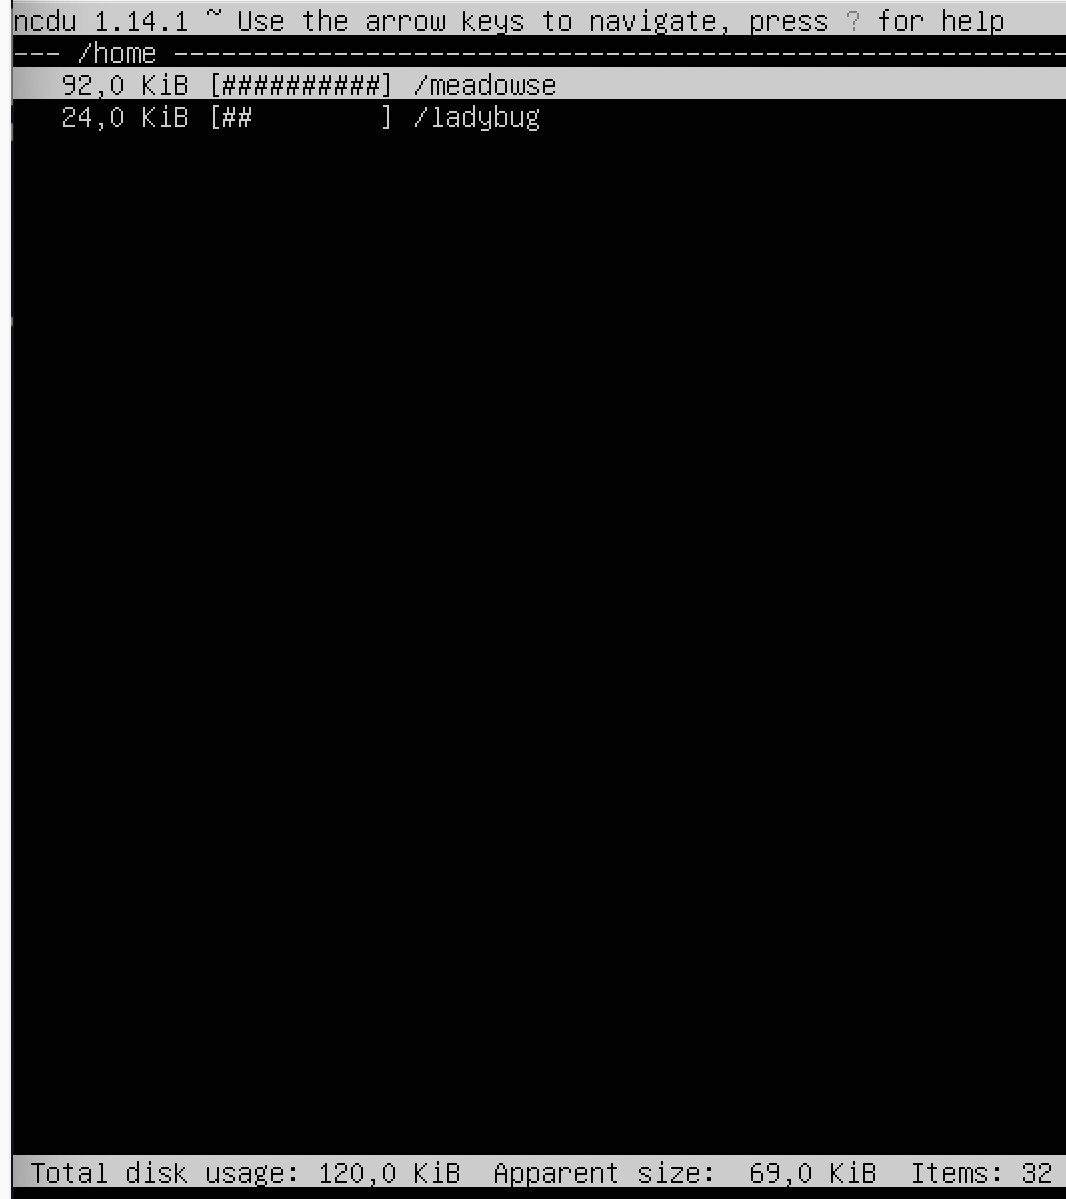 ncdu 1.14.1 ~ Use the arrow keys to navigate, press ? for help
--- /home --------------------------------------------------------
92,0 KiB [##########] /meadowse
24,0 KiB [##        ] /ladybug
Total disk usage: 120,0 KiB  Apparent size:  69,0 KiB  Items: 32